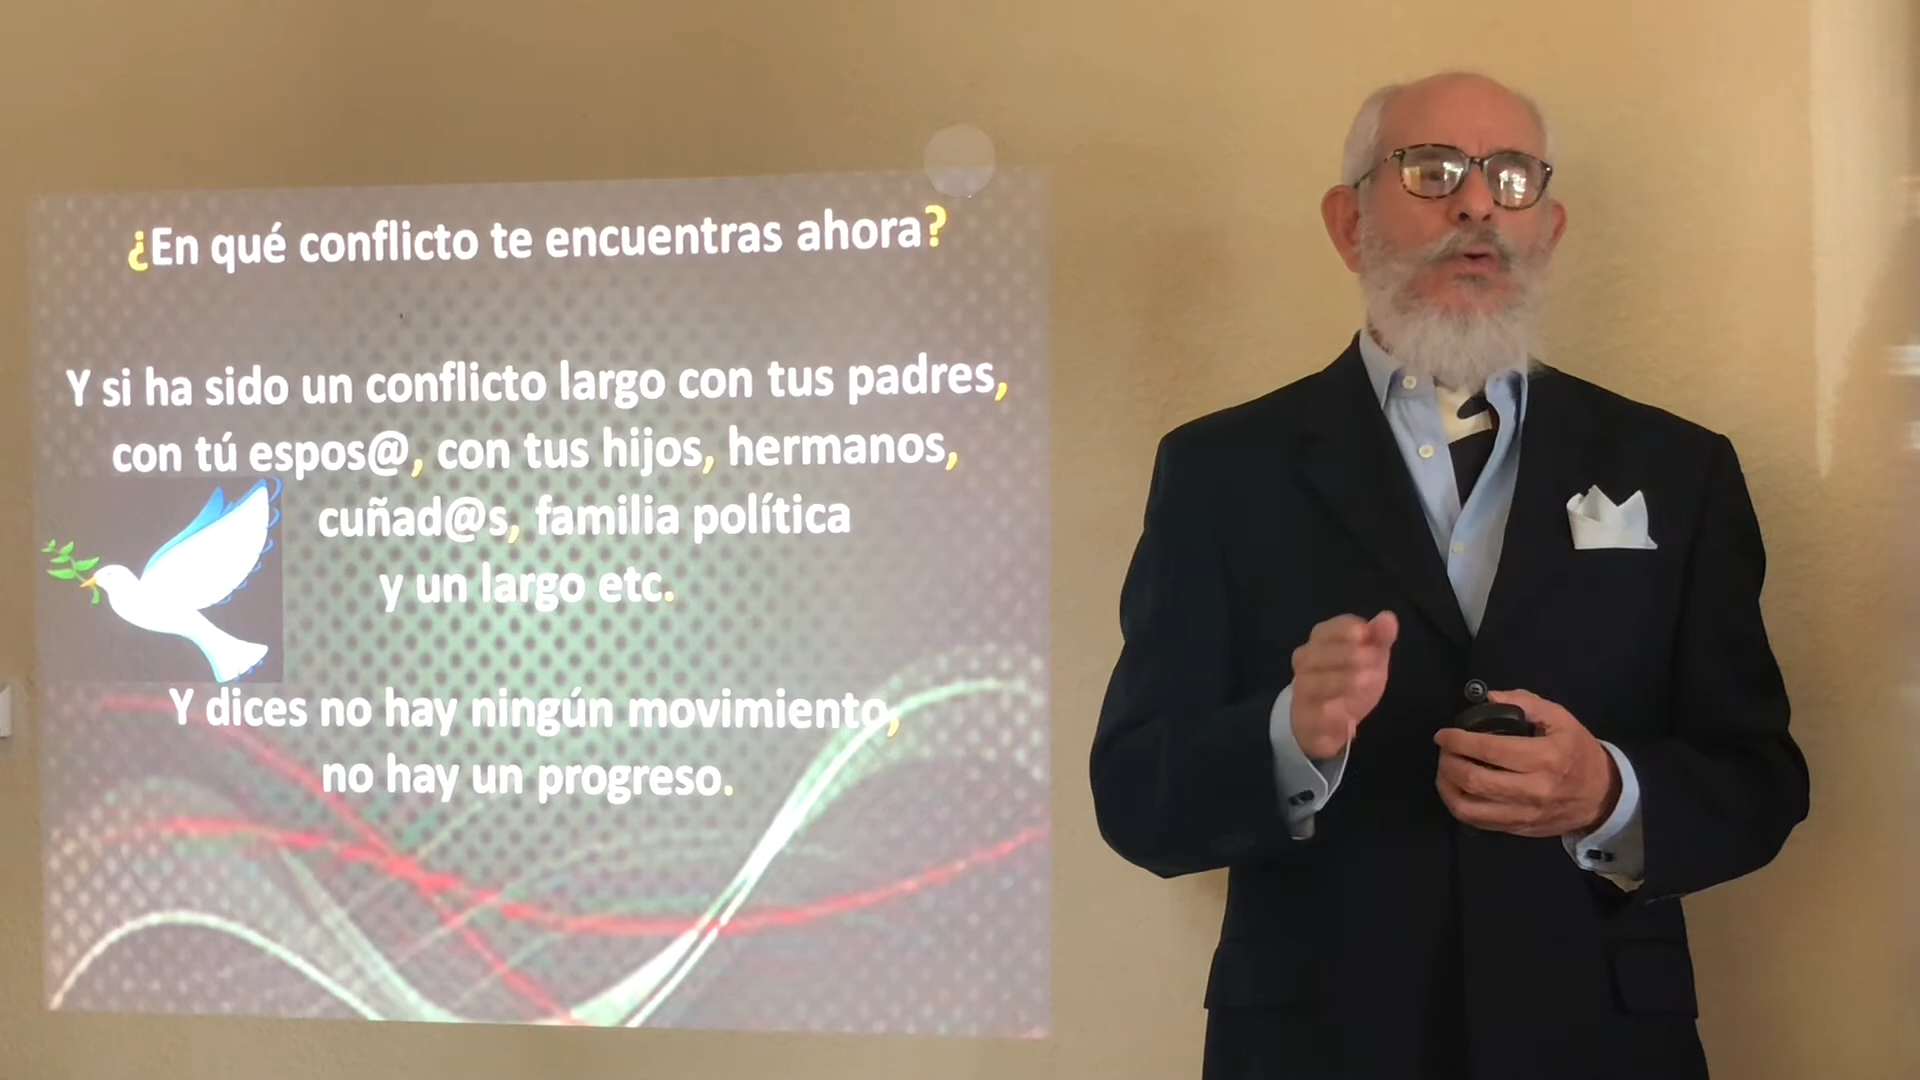 ¿En qué conflicto te encuentras ahora?
Y si ha sido un conflicto largo con tus padres,
con tú espos@, con tus hijos, hermanos,
cuñad@s, familia política
y un largo etc.
Y dices no hay ningún movimiento,
no hay un progreso.